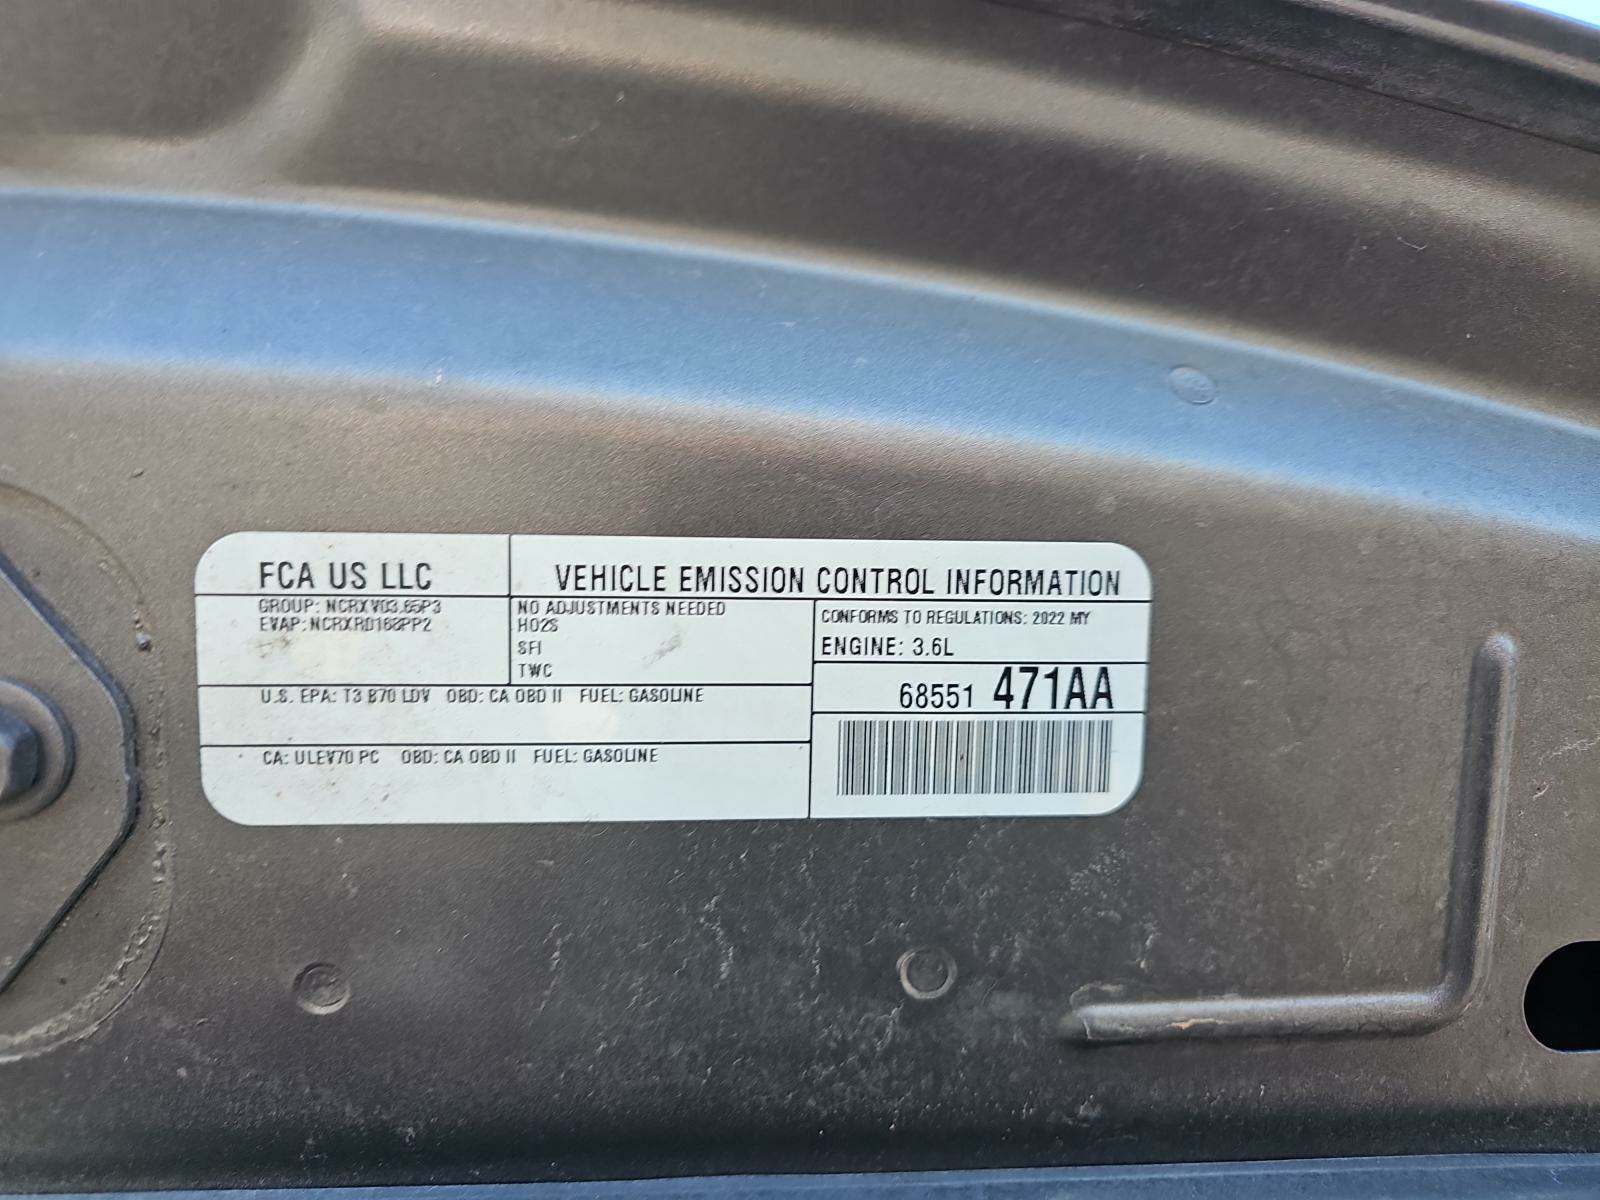 FCA US LLC
VEHICLE EMISSION CONTROL INFORMATION
GROUP: NCRXV03.65P3
EVAP: NCRXR0168PP2
NO ADJUSTMENTS NEEDED
HO2S
SFI
TWC
CONFORMS TO REGULATIONS: 2022 MY
ENGINE: 3.6L
68551 471AA
U.S. EPA: T3 B70 LDV OBD: CA OBD II FUEL: GASOLINE
CA: ULEV70 PC OBD: CA OBD II FUEL: GASOLINE